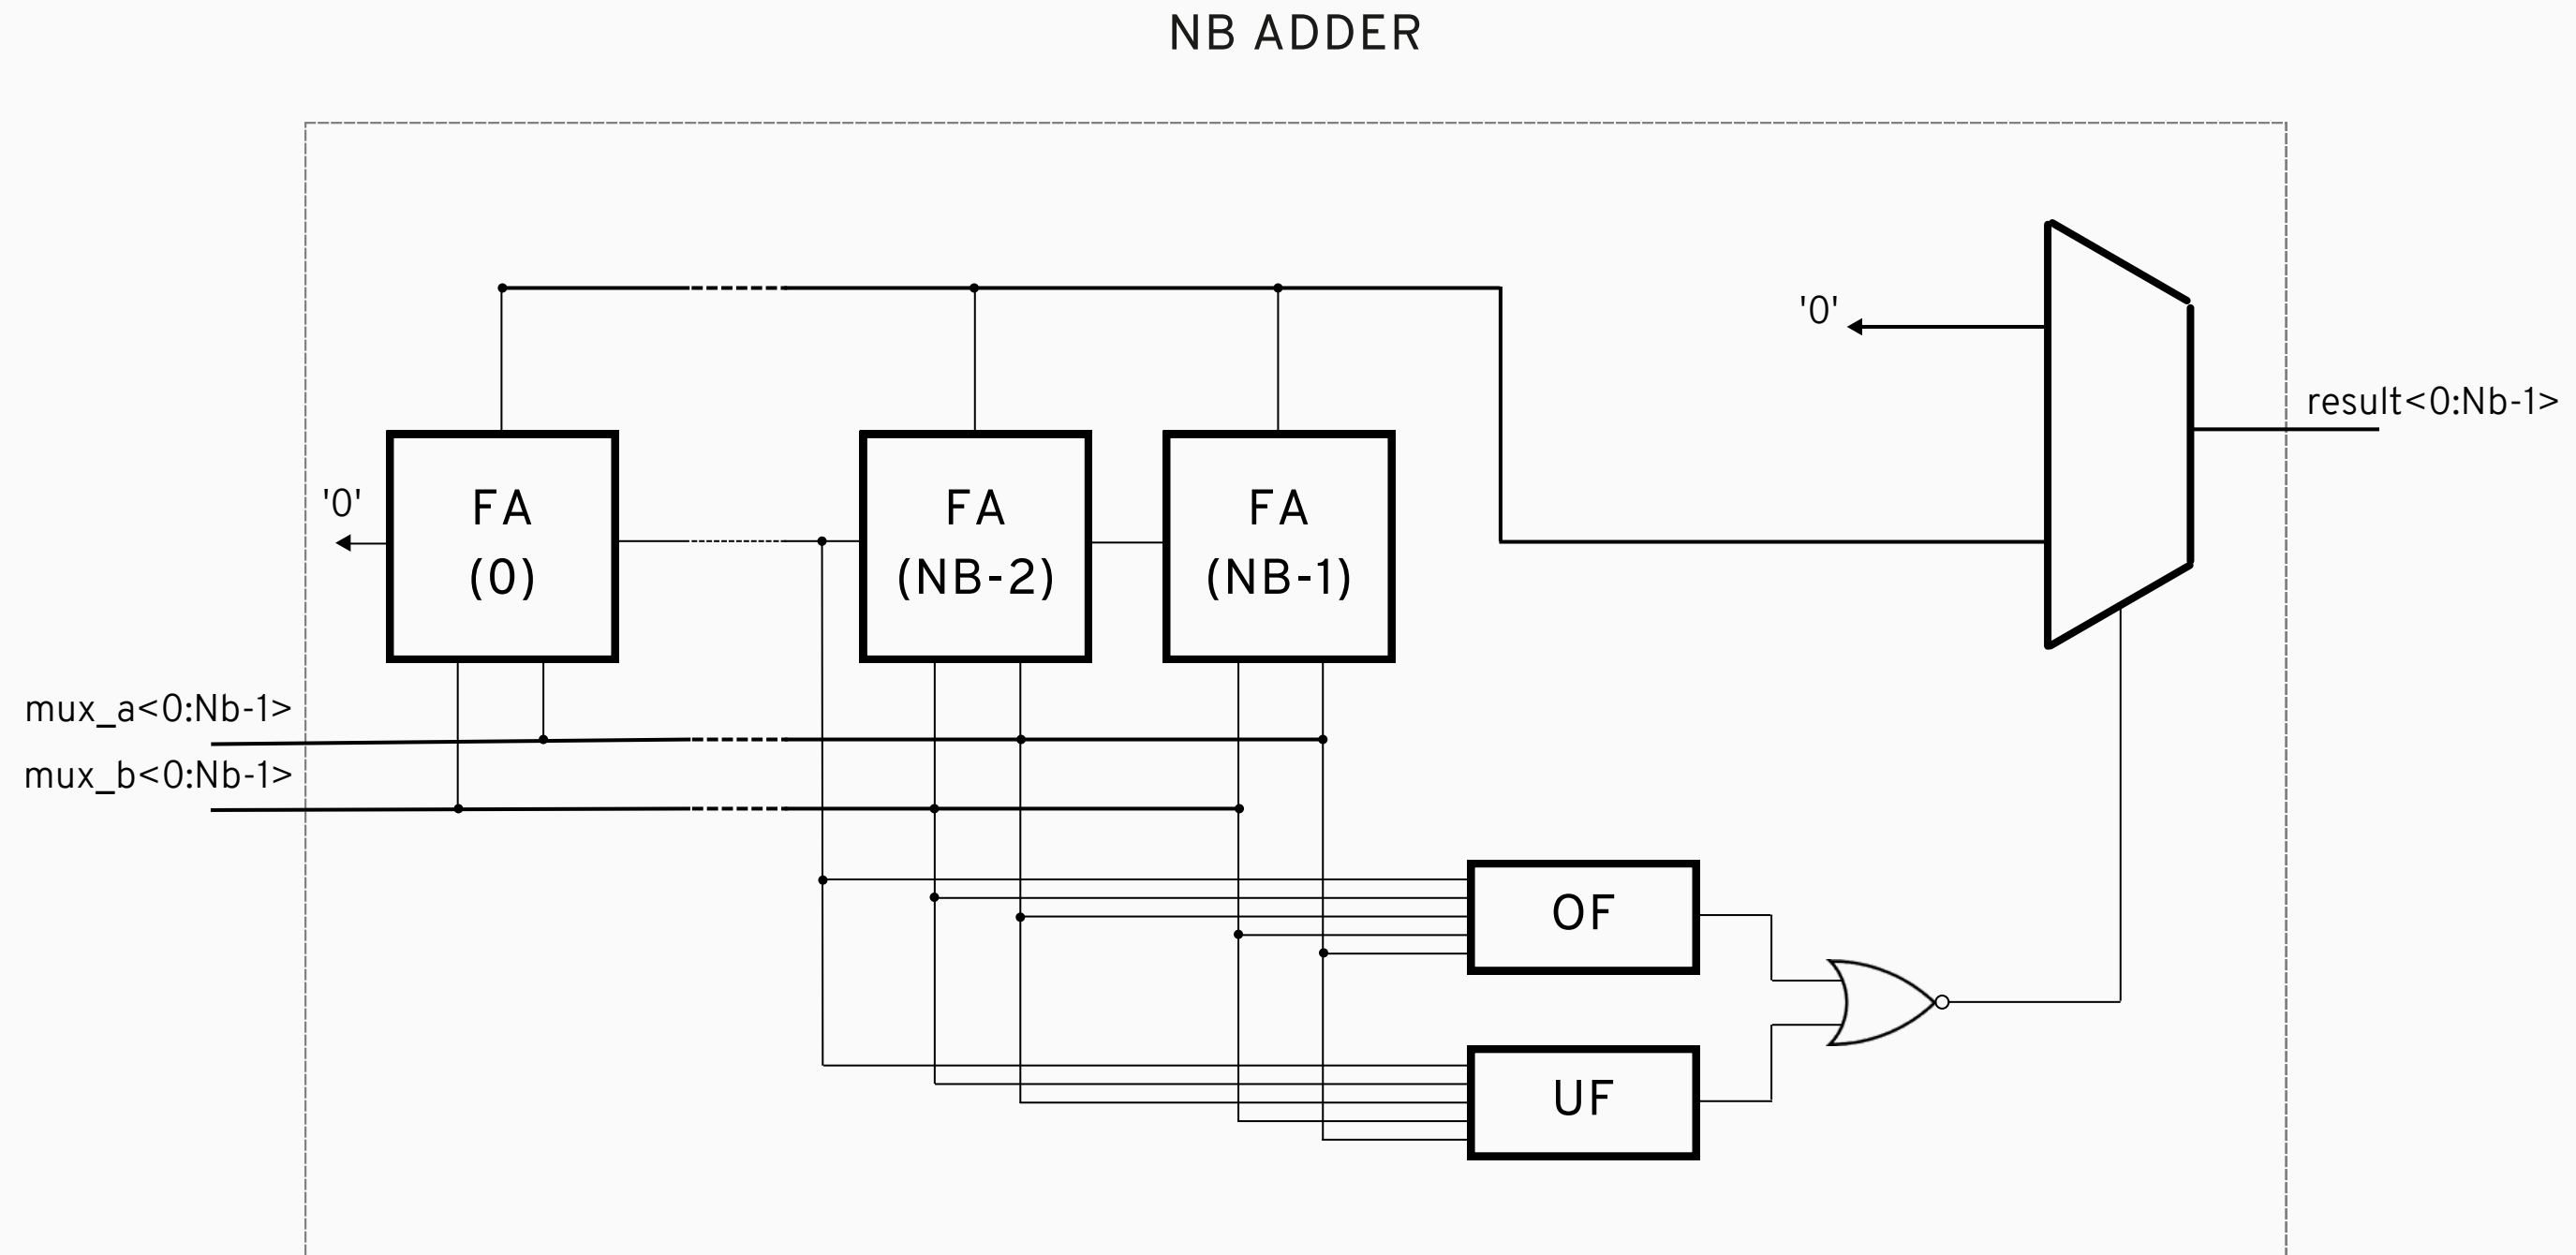 NB ADDER
'0'
result<0:Nb-1>
'0'
FA
(0)
FA
(NB-2)
FA
(NB-1)
mux_a<0:Nb-1>
mux_b<0:Nb-1>
OF
UF